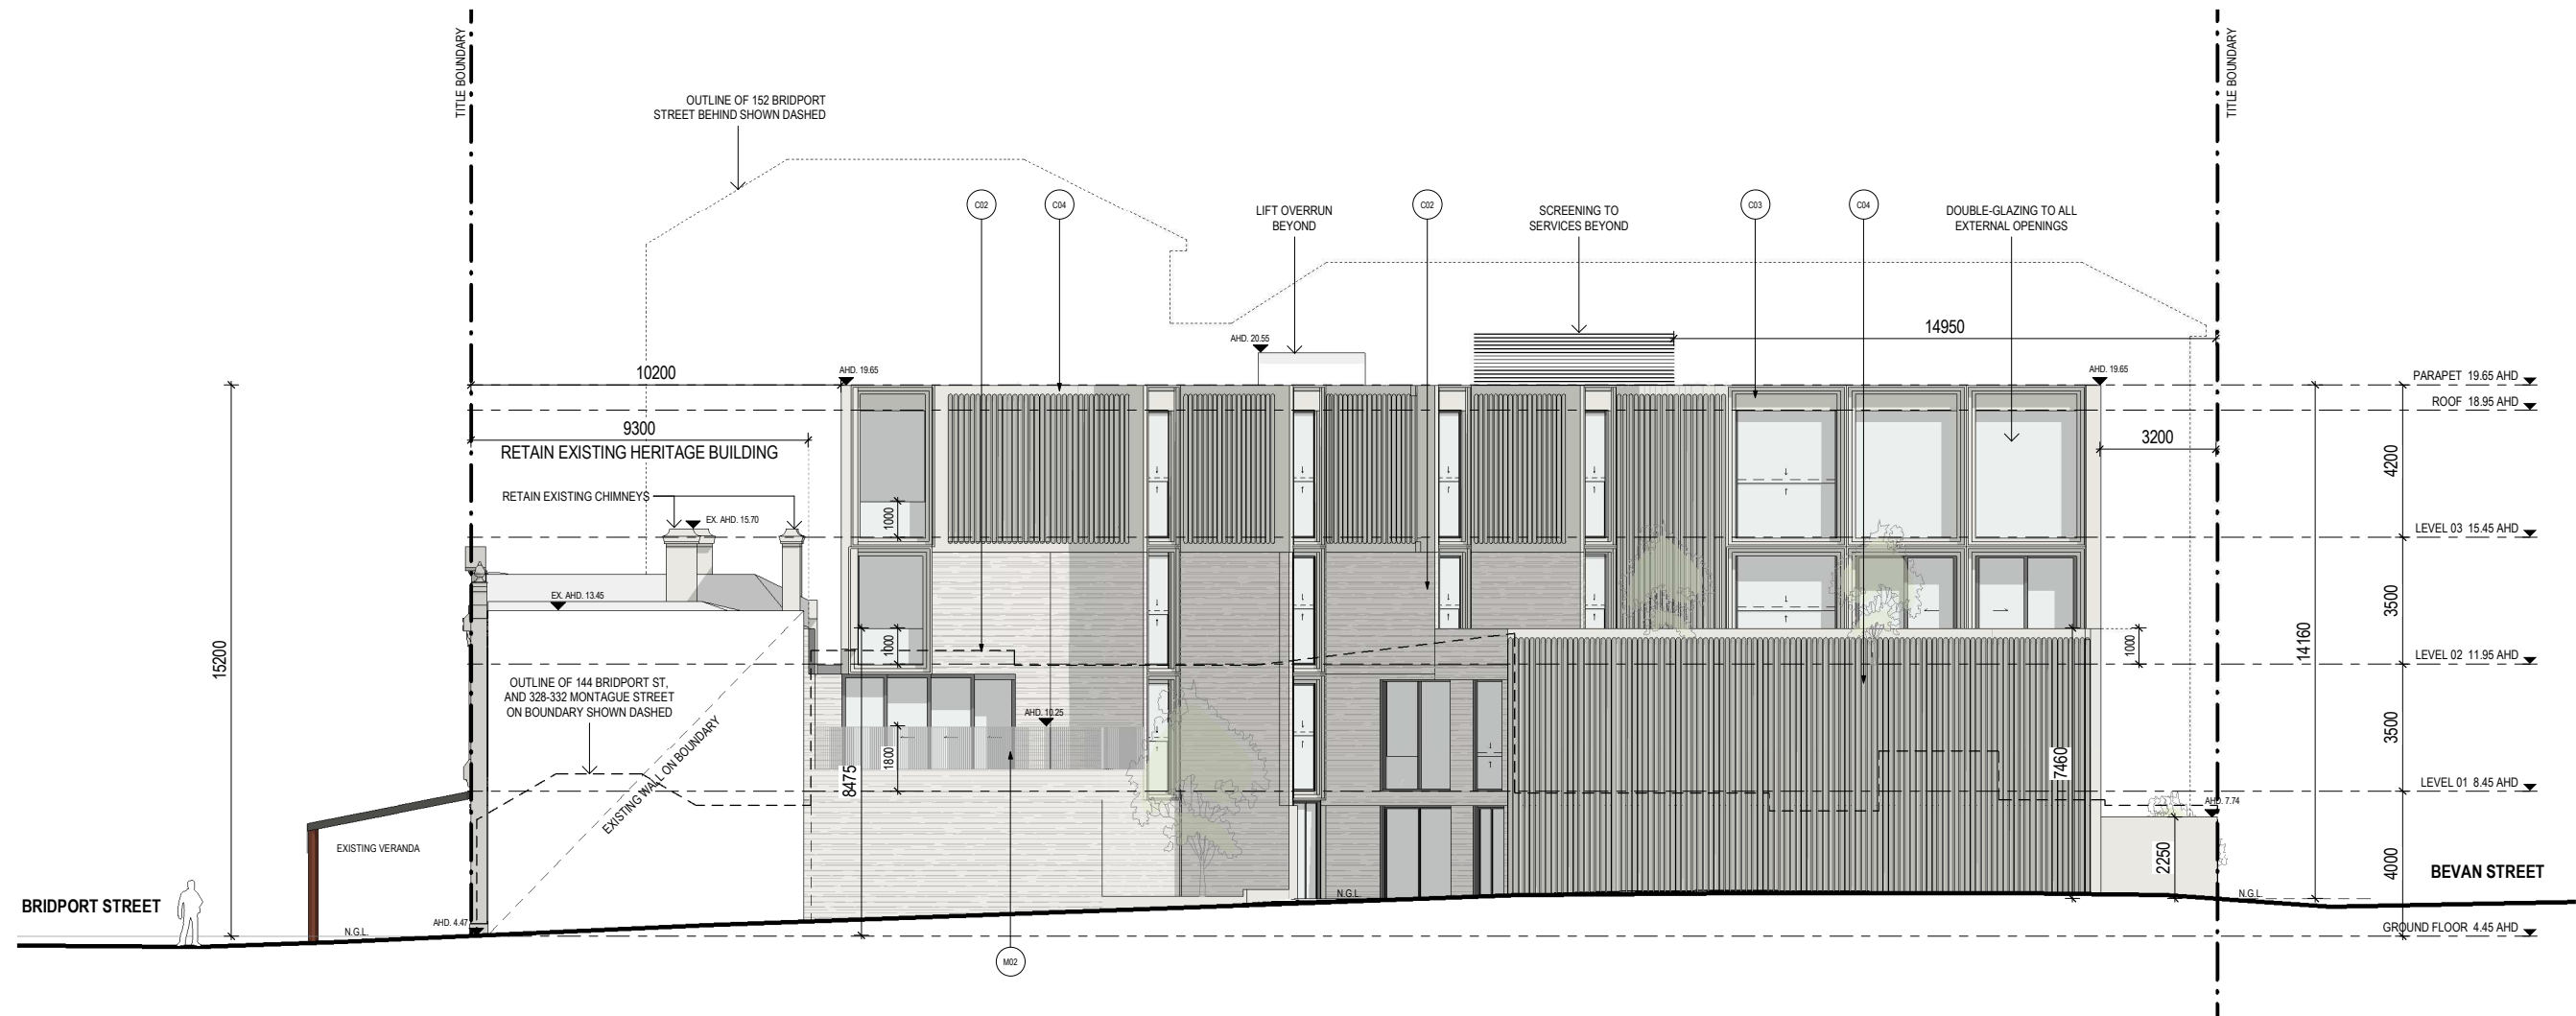 TITLE BOUNDARY
TITLE BOUNDARY
OUTLINE OF 152 BRIDPORT
STREET BEHIND SHOWN DASHED
C02
C04
LIFT OVERRUN
BEYOND
C02
SCREENING TO
SERVICES BEYOND
C03
C04
DOUBLE-GLAZING TO ALL
EXTERNAL OPENINGS
14950
AHD. 20.55
10200
AHD. 19.65
AHD. 19.65
PARAPET 19.65 AHD
ROOF 18.95 AHD
9300
RETAIN EXISTING HERITAGE BUILDING
3200
4200
RETAIN EXISTING CHIMNEYS
EX. AHD. 15.70
1000
LEVEL 03 15.45 AHD
EX. AHD. 13.45
3500
15200
1000
1000
14160
LEVEL 02 11.95 AHD
OUTLINE OF 144 BRIDPORT ST,
AND 328-332 MONTAGUE STREET
ON BOUNDARY SHOWN DASHED
EXISTING WALL ON BOUNDARY
AHD. 10.25
3500
1800
8475
7460
LEVEL 01 8.45 AHD
AHD. 7.74
EXISTING VERANDA
2250
4000
BRIDPORT STREET
BEVAN STREET
N.G.L.
N.G.L.
AHD. 4.47
N.G.L.
GROUND FLOOR 4.45 AHD
M02